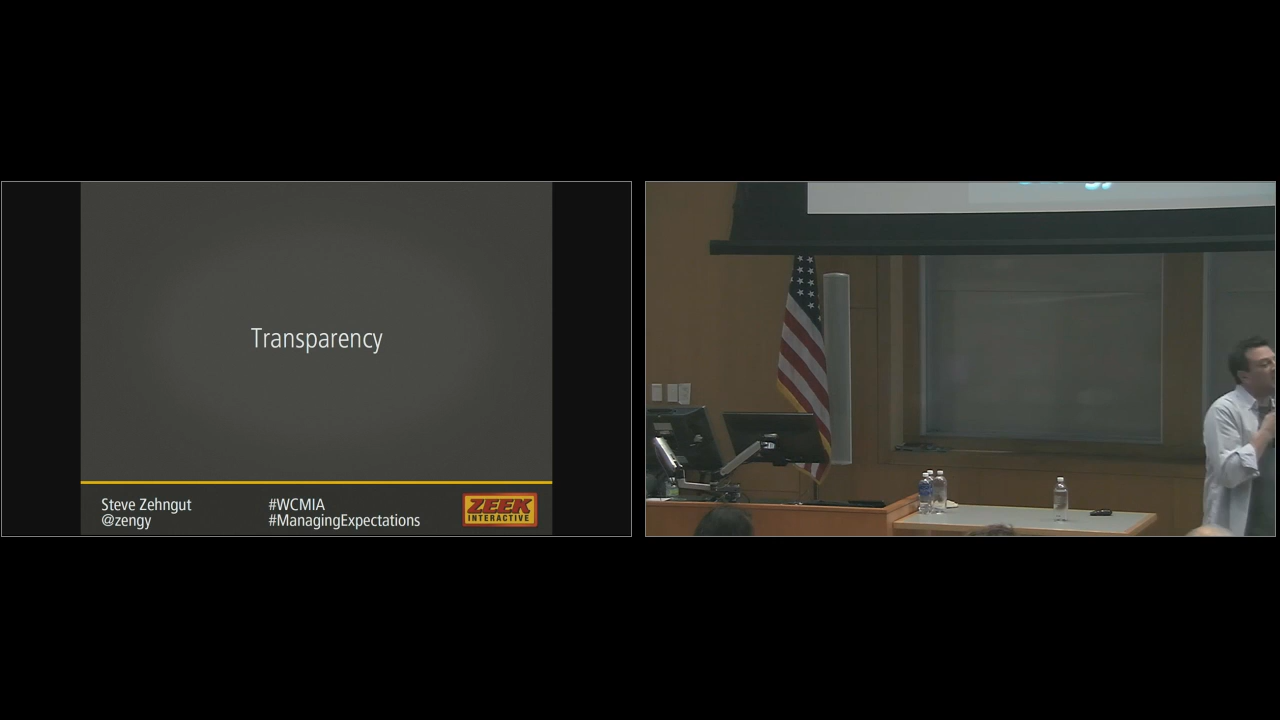 Transparency
Steve Zehngut
@zengy
#WCMIA
#ManagingExpectations
ZEEK
INTERACTIVE